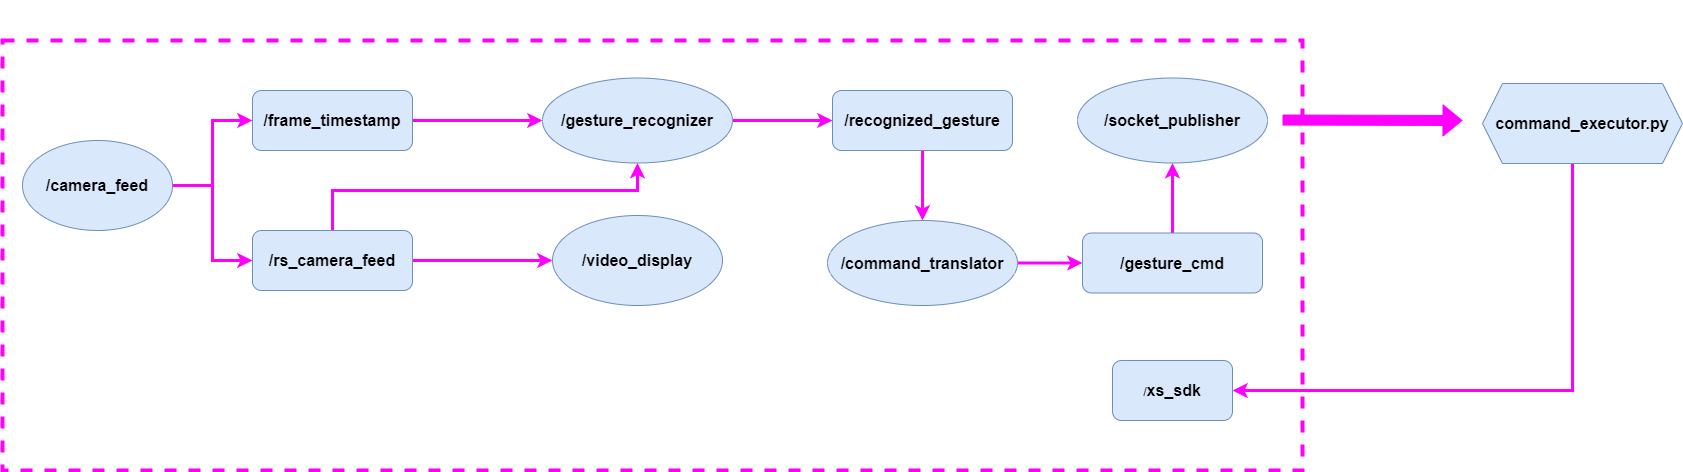 /frame_timestamp
/gesture_recognizer
/recognized_gesture
/socket_publisher
command_executor.py
/camera_feed
/rs_camera_feed
/video_display
/command_translator
/gesture_cmd
/xs_sdk